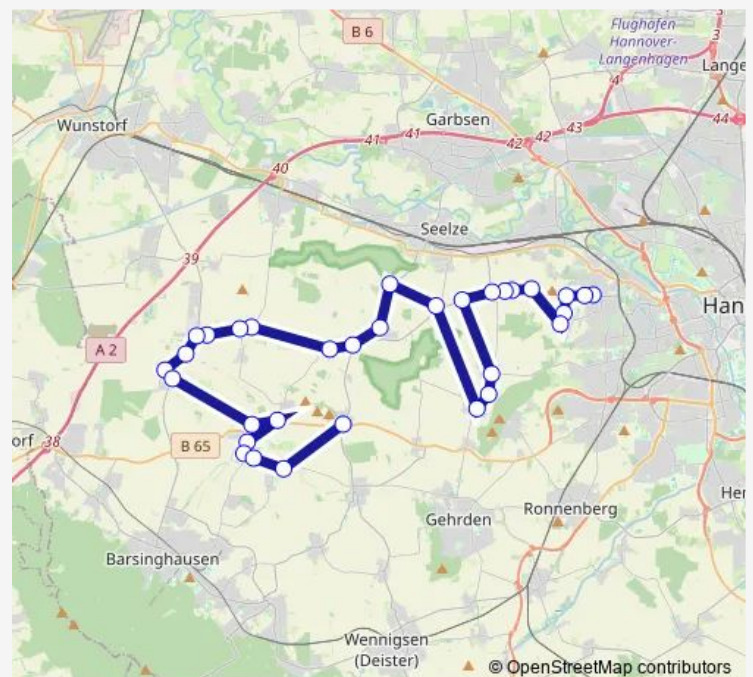 Flughafen
Hannover-
Langenhagen
B 6
3
3
Lange
4
Wunstorf
Garbsen
44
41
41
42
42
43
40
Seelze
39
Han
A 2
38
orf
B 65
Gehrden
Ronnenberg
Her
Barsinghausen
Wennigsen
(Deister)
© OpenStreetMap contributors